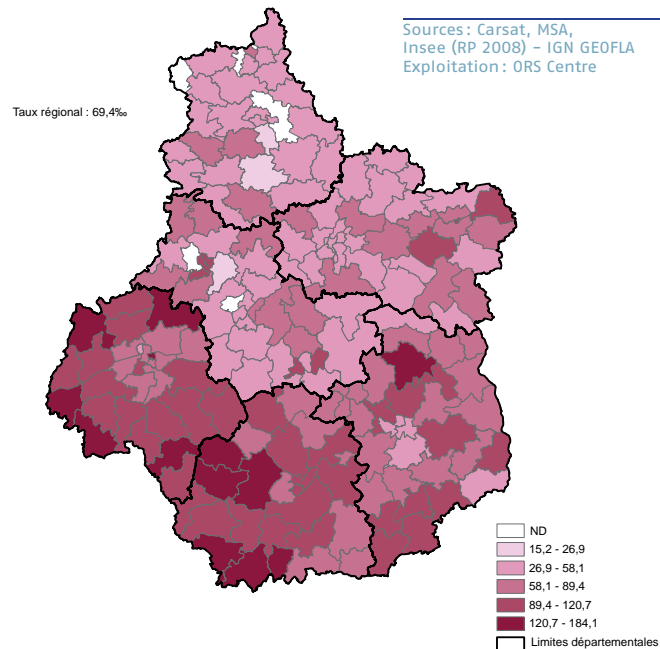 Sources : Carsat, MSA,
Insee (RP 2008) – IGN GEOFLA
Exploitation : ORS Centre
Taux régional : 69,4‰
ND
15,2 - 26,9
26,9 - 58,1
58,1 - 89,4
89,4 - 120,7
120,7 - 184,1
Limites départementales